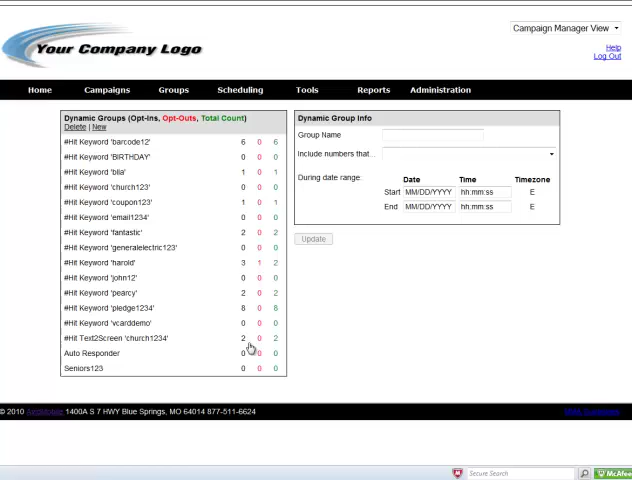 Campaign Manager View
Your Company Logo
Help
Log Out
Home Campaigns Groups Scheduling Tools Reports Administration
Dynamic Groups (Opt-Ins, Opt-Outs, Total Count)
Delete | New
#Hit Keyword 'barcode12' 6 0 6
#Hit Keyword 'BIRTHDAY' 0 0 0
#Hit Keyword 'blia' 1 0 1
#Hit Keyword 'church123' 0 0 0
#Hit Keyword 'coupon123' 1 0 1
#Hit Keyword 'email1234' 0 0 0
#Hit Keyword 'fantastic' 2 0 2
#Hit Keyword 'generalelectric123' 0 0 0
#Hit Keyword 'harold' 3 1 2
#Hit Keyword 'john12' 0 0 0
#Hit Keyword 'pearcy' 2 0 2
#Hit Keyword 'pledge1234' 8 0 8
#Hit Keyword 'vcarddemo' 0 0 0
#Hit Text2Screen 'church1234' 2 0 2
Auto Responder 0 0 0
Seniors123 0 0 0
Dynamic Group Info
Group Name
Include numbers that...
During date range:
Date Time Timezone
Start MM/DD/YYYY hh:mm:ss E
End MM/DD/YYYY hh:mm:ss E
Update
© 2010 1400A S 7 HWY Blue Springs, MO 64014 877-511-6624
Secure Search
McAfee